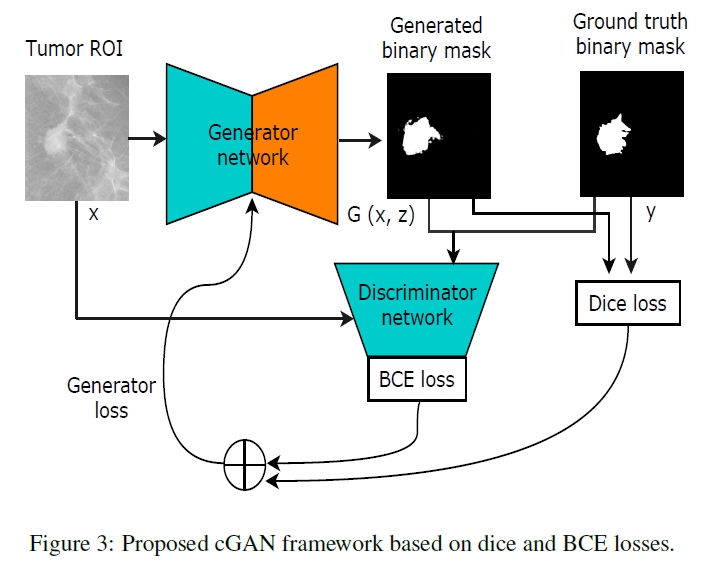 Tumor ROI
Generated
binary mask
Ground truth
binary mask
Generator
network
x
G (x, z)
y
Discriminator
network
Dice loss
BCE loss
Generator
loss
Figure 3: Proposed cGAN framework based on dice and BCE losses.